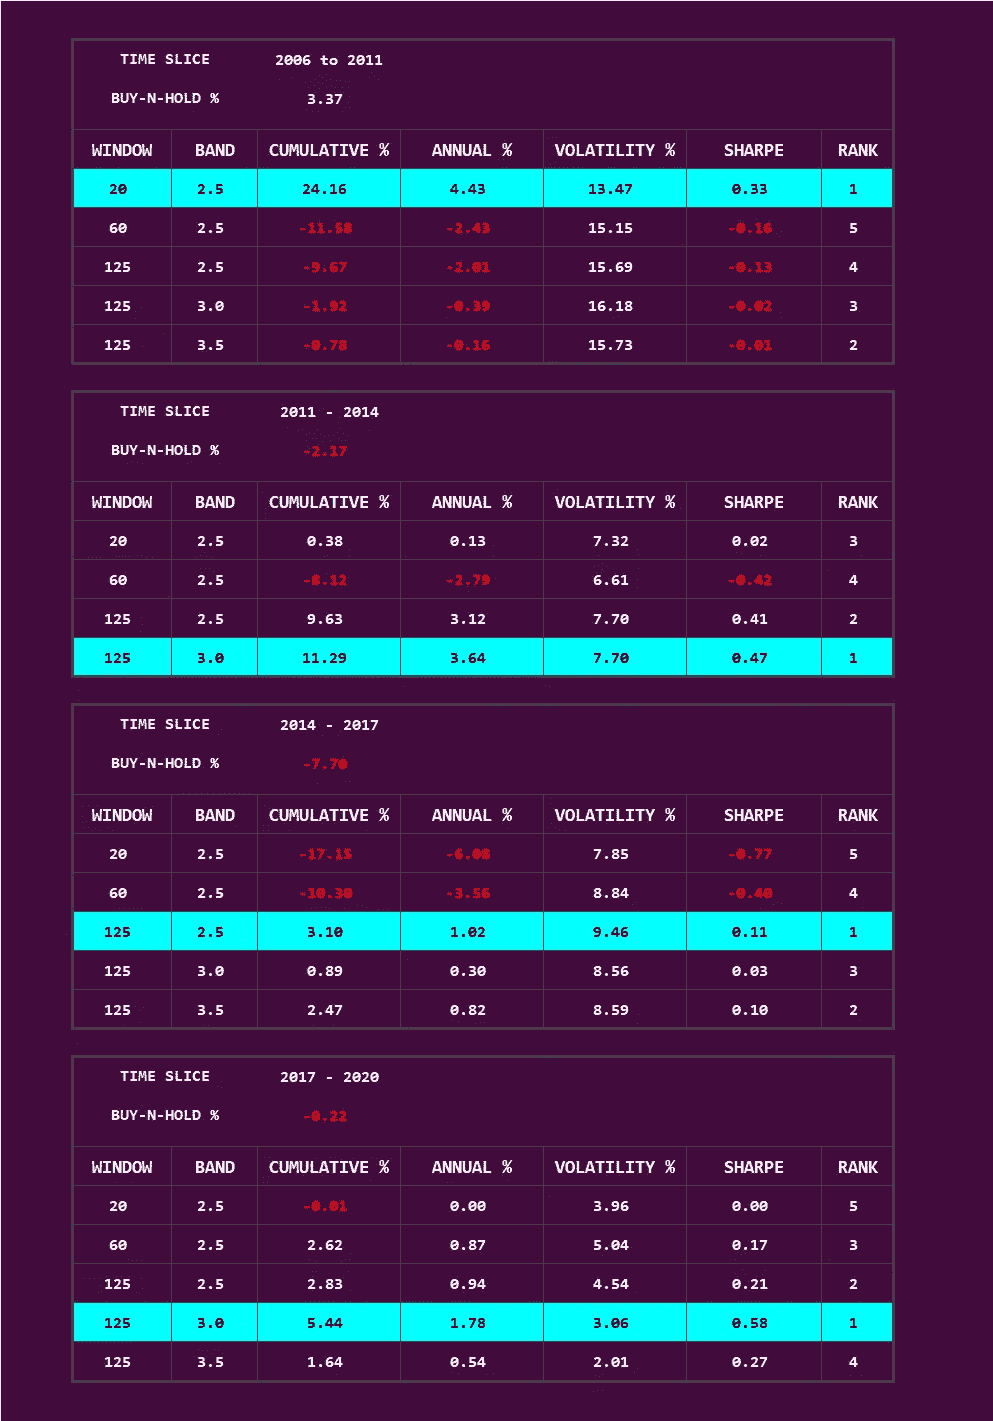 TIME SLICE 2006 to 2011
BUY-N-HOLD % 3.37
WINDOW BAND CUMULATIVE % ANNUAL % VOLATILITY % SHARPE RANK
20 2.5 24.16 4.43 13.47 0.33 1
60 2.5 -11.58 -2.43 15.15 -0.16 5
125 2.5 -9.67 -2.01 15.69 -0.13 4
125 3.0 -1.92 -0.39 16.18 -0.02 3
125 3.5 -0.78 -0.16 15.73 -0.01 2
TIME SLICE 2011 - 2014
BUY-N-HOLD % -2.17
WINDOW BAND CUMULATIVE % ANNUAL % VOLATILITY % SHARPE RANK
20 2.5 0.38 0.13 7.32 0.02 3
60 2.5 -8.12 -2.79 6.61 -0.42 4
125 2.5 9.63 3.12 7.70 0.41 2
125 3.0 11.29 3.64 7.70 0.47 1
TIME SLICE 2014 - 2017
BUY-N-HOLD % -7.70
WINDOW BAND CUMULATIVE % ANNUAL % VOLATILITY % SHARPE RANK
20 2.5 -17.15 -6.08 7.85 -0.77 5
60 2.5 -10.30 -3.56 8.84 -0.40 4
125 2.5 3.10 1.02 9.46 0.11 1
125 3.0 0.89 0.30 8.56 0.03 3
125 3.5 2.47 0.82 8.59 0.10 2
TIME SLICE 2017 - 2020
BUY-N-HOLD % -0.22
WINDOW BAND CUMULATIVE % ANNUAL % VOLATILITY % SHARPE RANK
20 2.5 -0.01 0.00 3.96 0.00 5
60 2.5 2.62 0.87 5.04 0.17 3
125 2.5 2.83 0.94 4.54 0.21 2
125 3.0 5.44 1.78 3.06 0.58 1
125 3.5 1.64 0.54 2.01 0.27 4